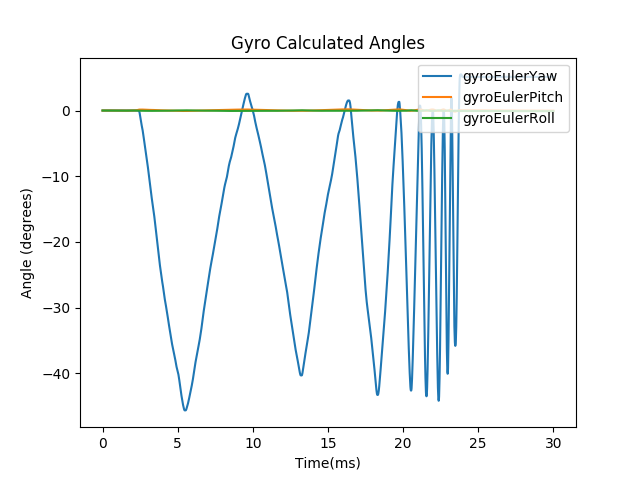 Gyro Calculated Angles
gyroEulerYaw
gyroEulerPitch
gyroEulerRoll
0
−10
−20
−30
−40
Angle (degrees)
0 5 10 15 20 25 30
Time(ms)